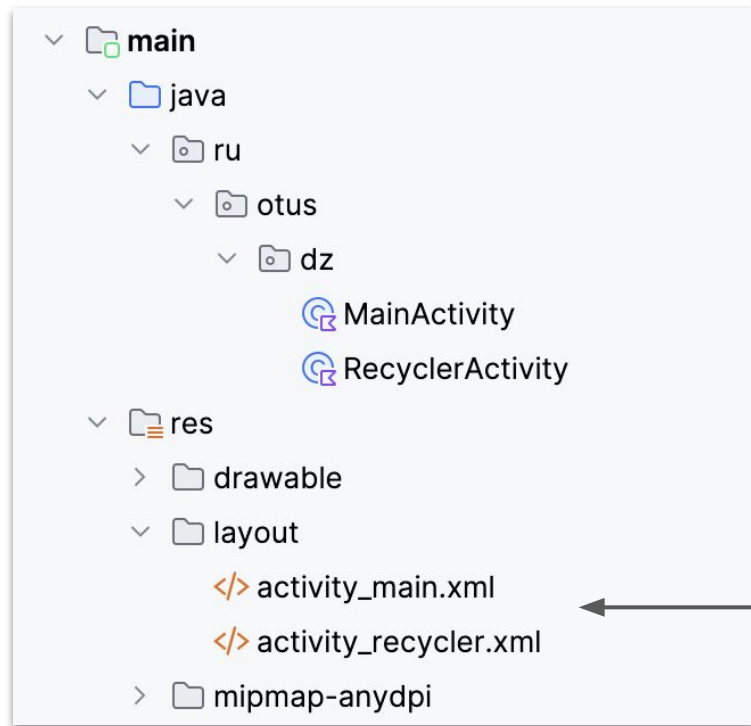 main
java
ru
otus
dz
MainActivity
RecyclerActivity
res
drawable
layout
</> activity_main.xml
</> activity_recycler.xml
mipmap-anydpi